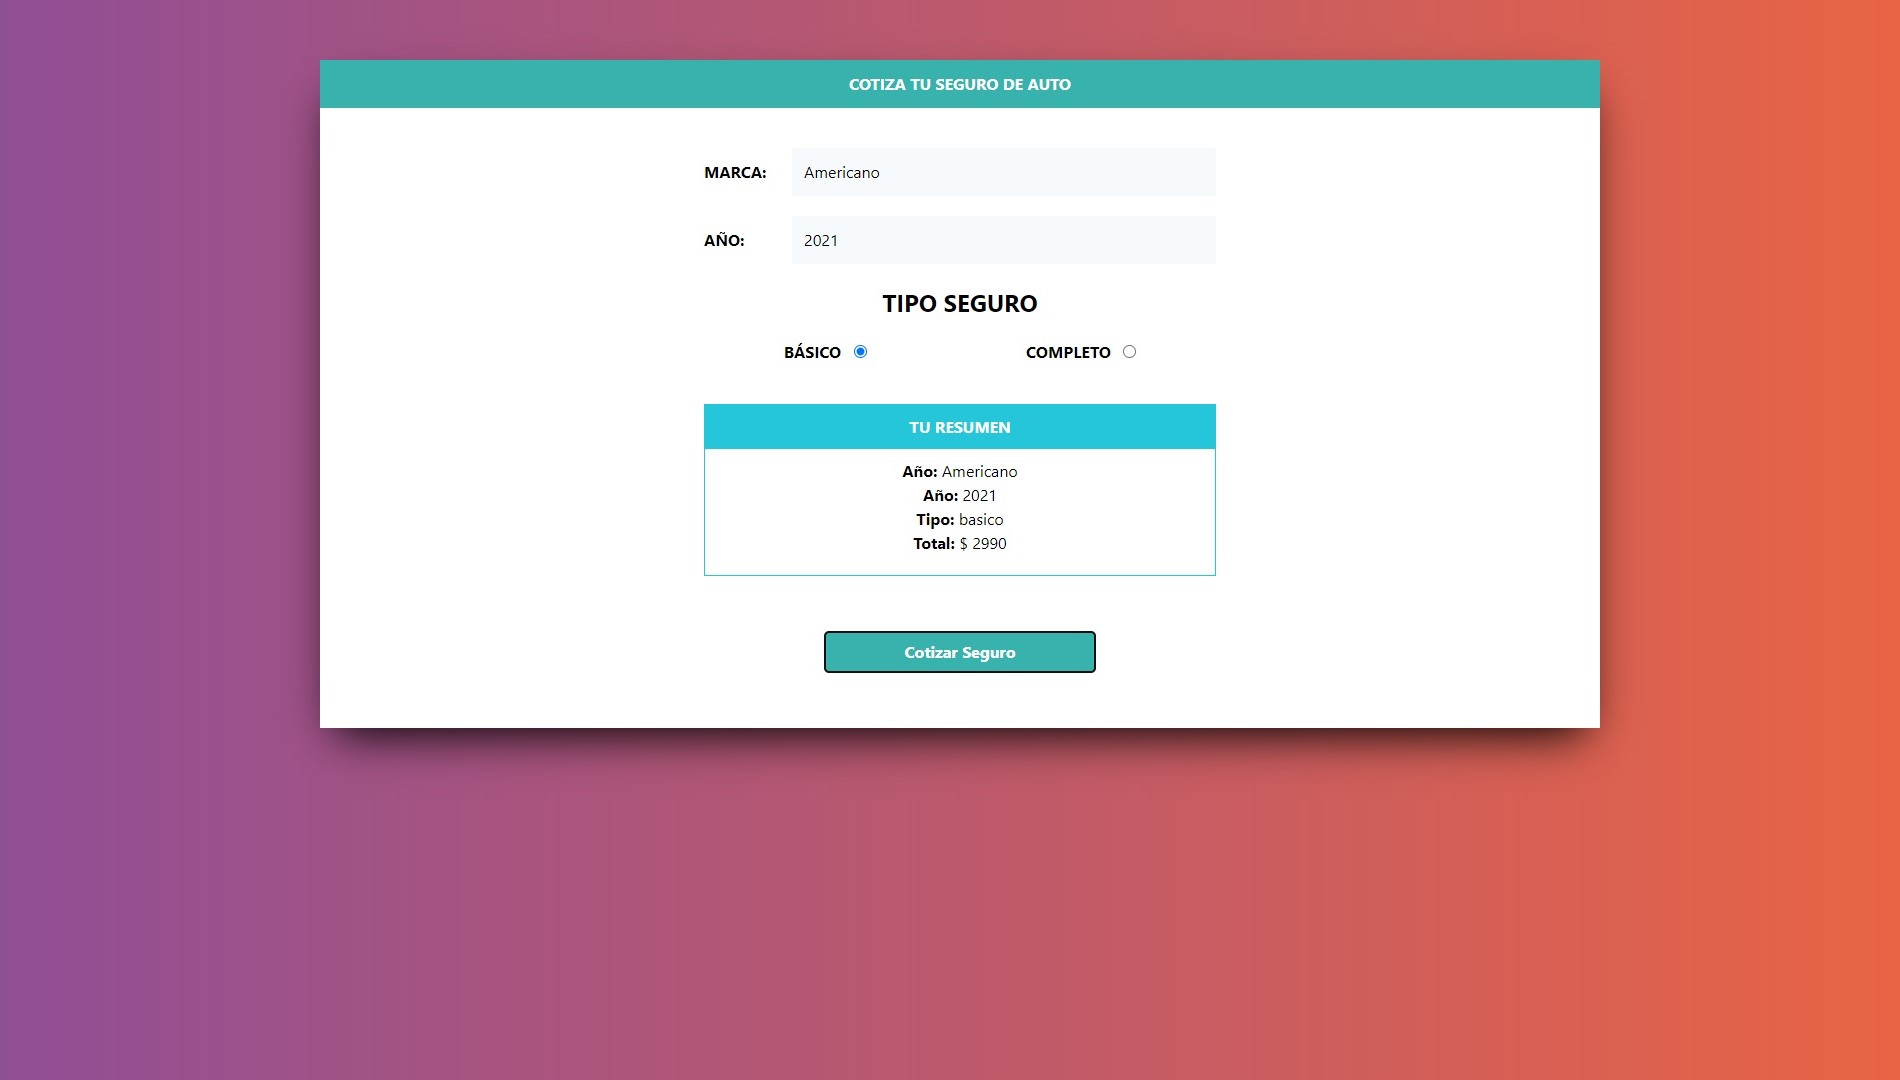 COTIZA TU SEGURO DE AUTO
MARCA: Americano
AÑO: 2021
TIPO SEGURO
BÁSICO COMPLETO
TU RESUMEN
Año: Americano
Año: 2021
Tipo: basico
Total: $ 2990
Cotizar Seguro